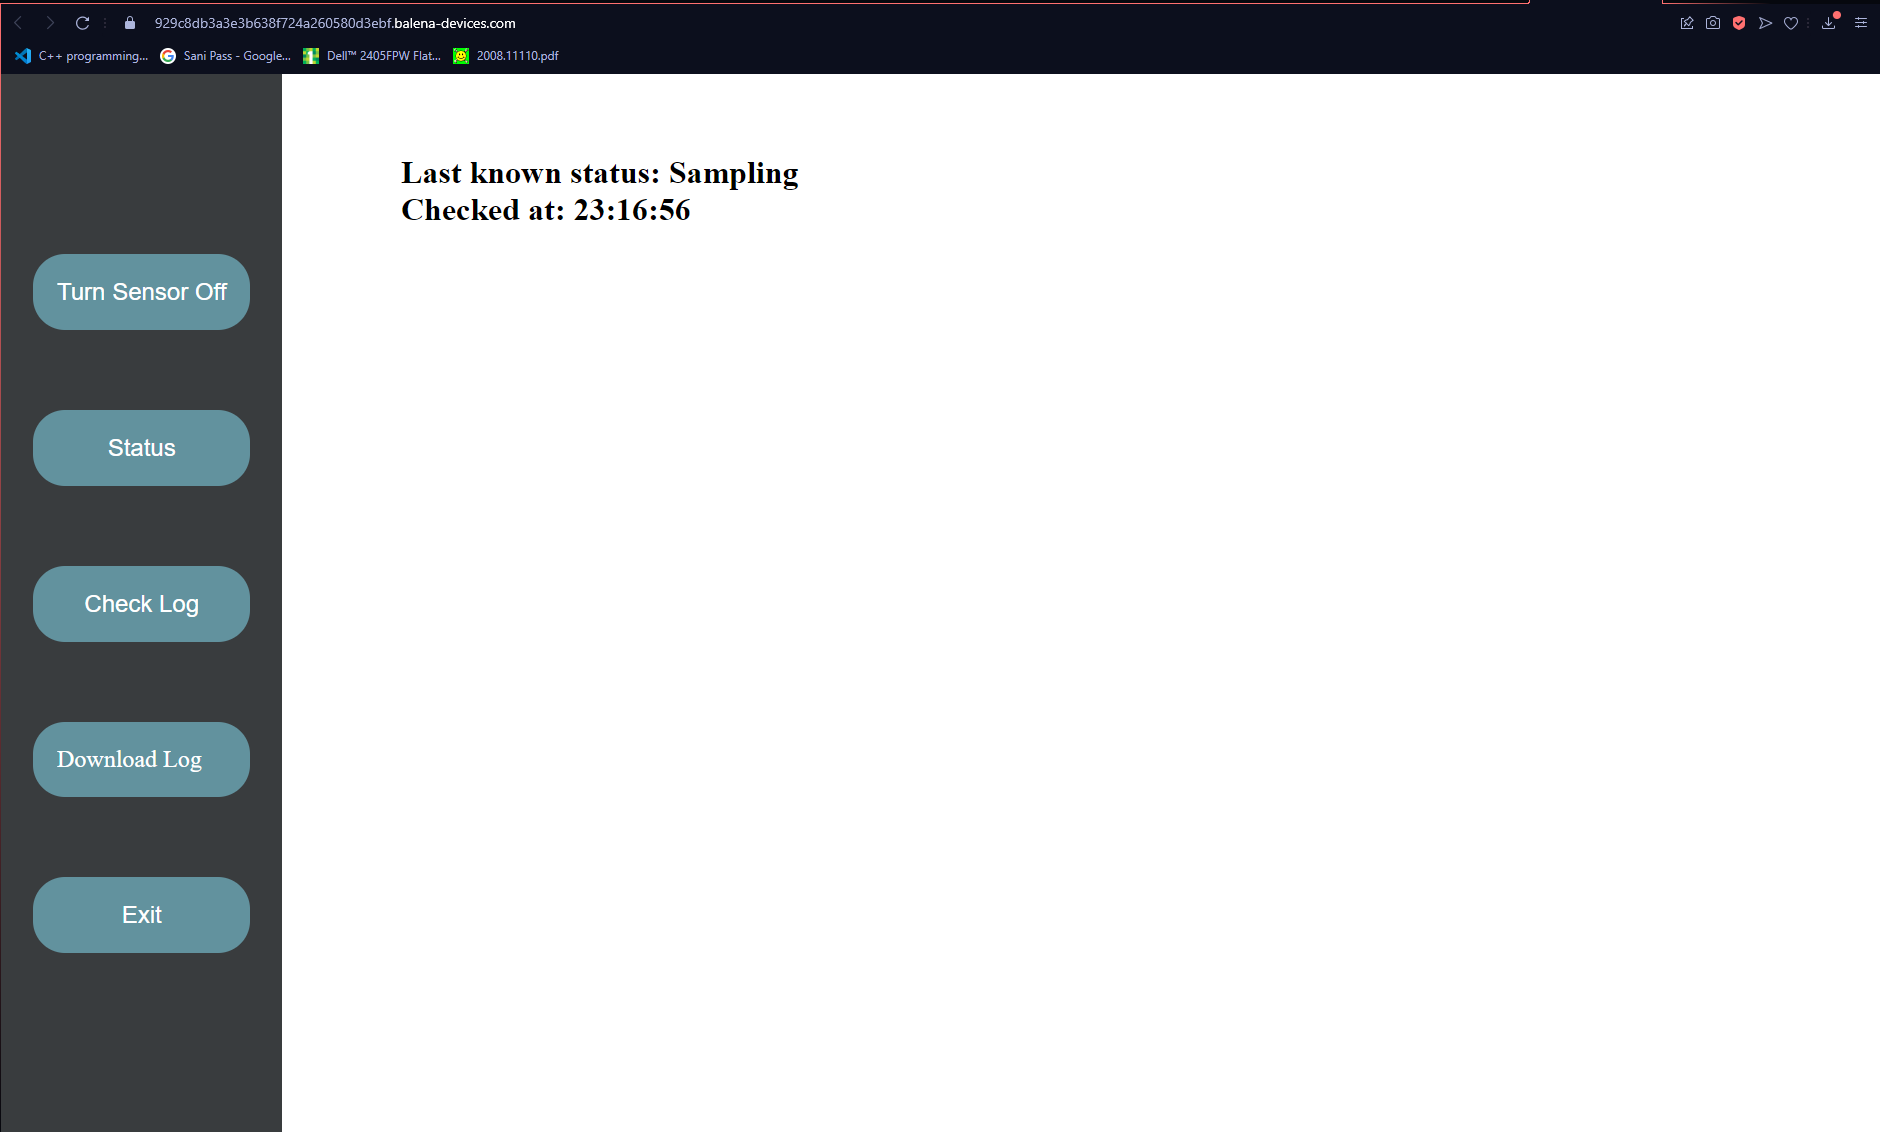 929c8db3a3e3b638f724a260580d3ebf.balena-devices.com
C++ programming... Sani Pass - Google... Dell™ 2405FPW Flat... 2008.11110.pdf
Last known status: Sampling
Checked at: 23:16:56
Turn Sensor Off
Status
Check Log
Download Log
Exit